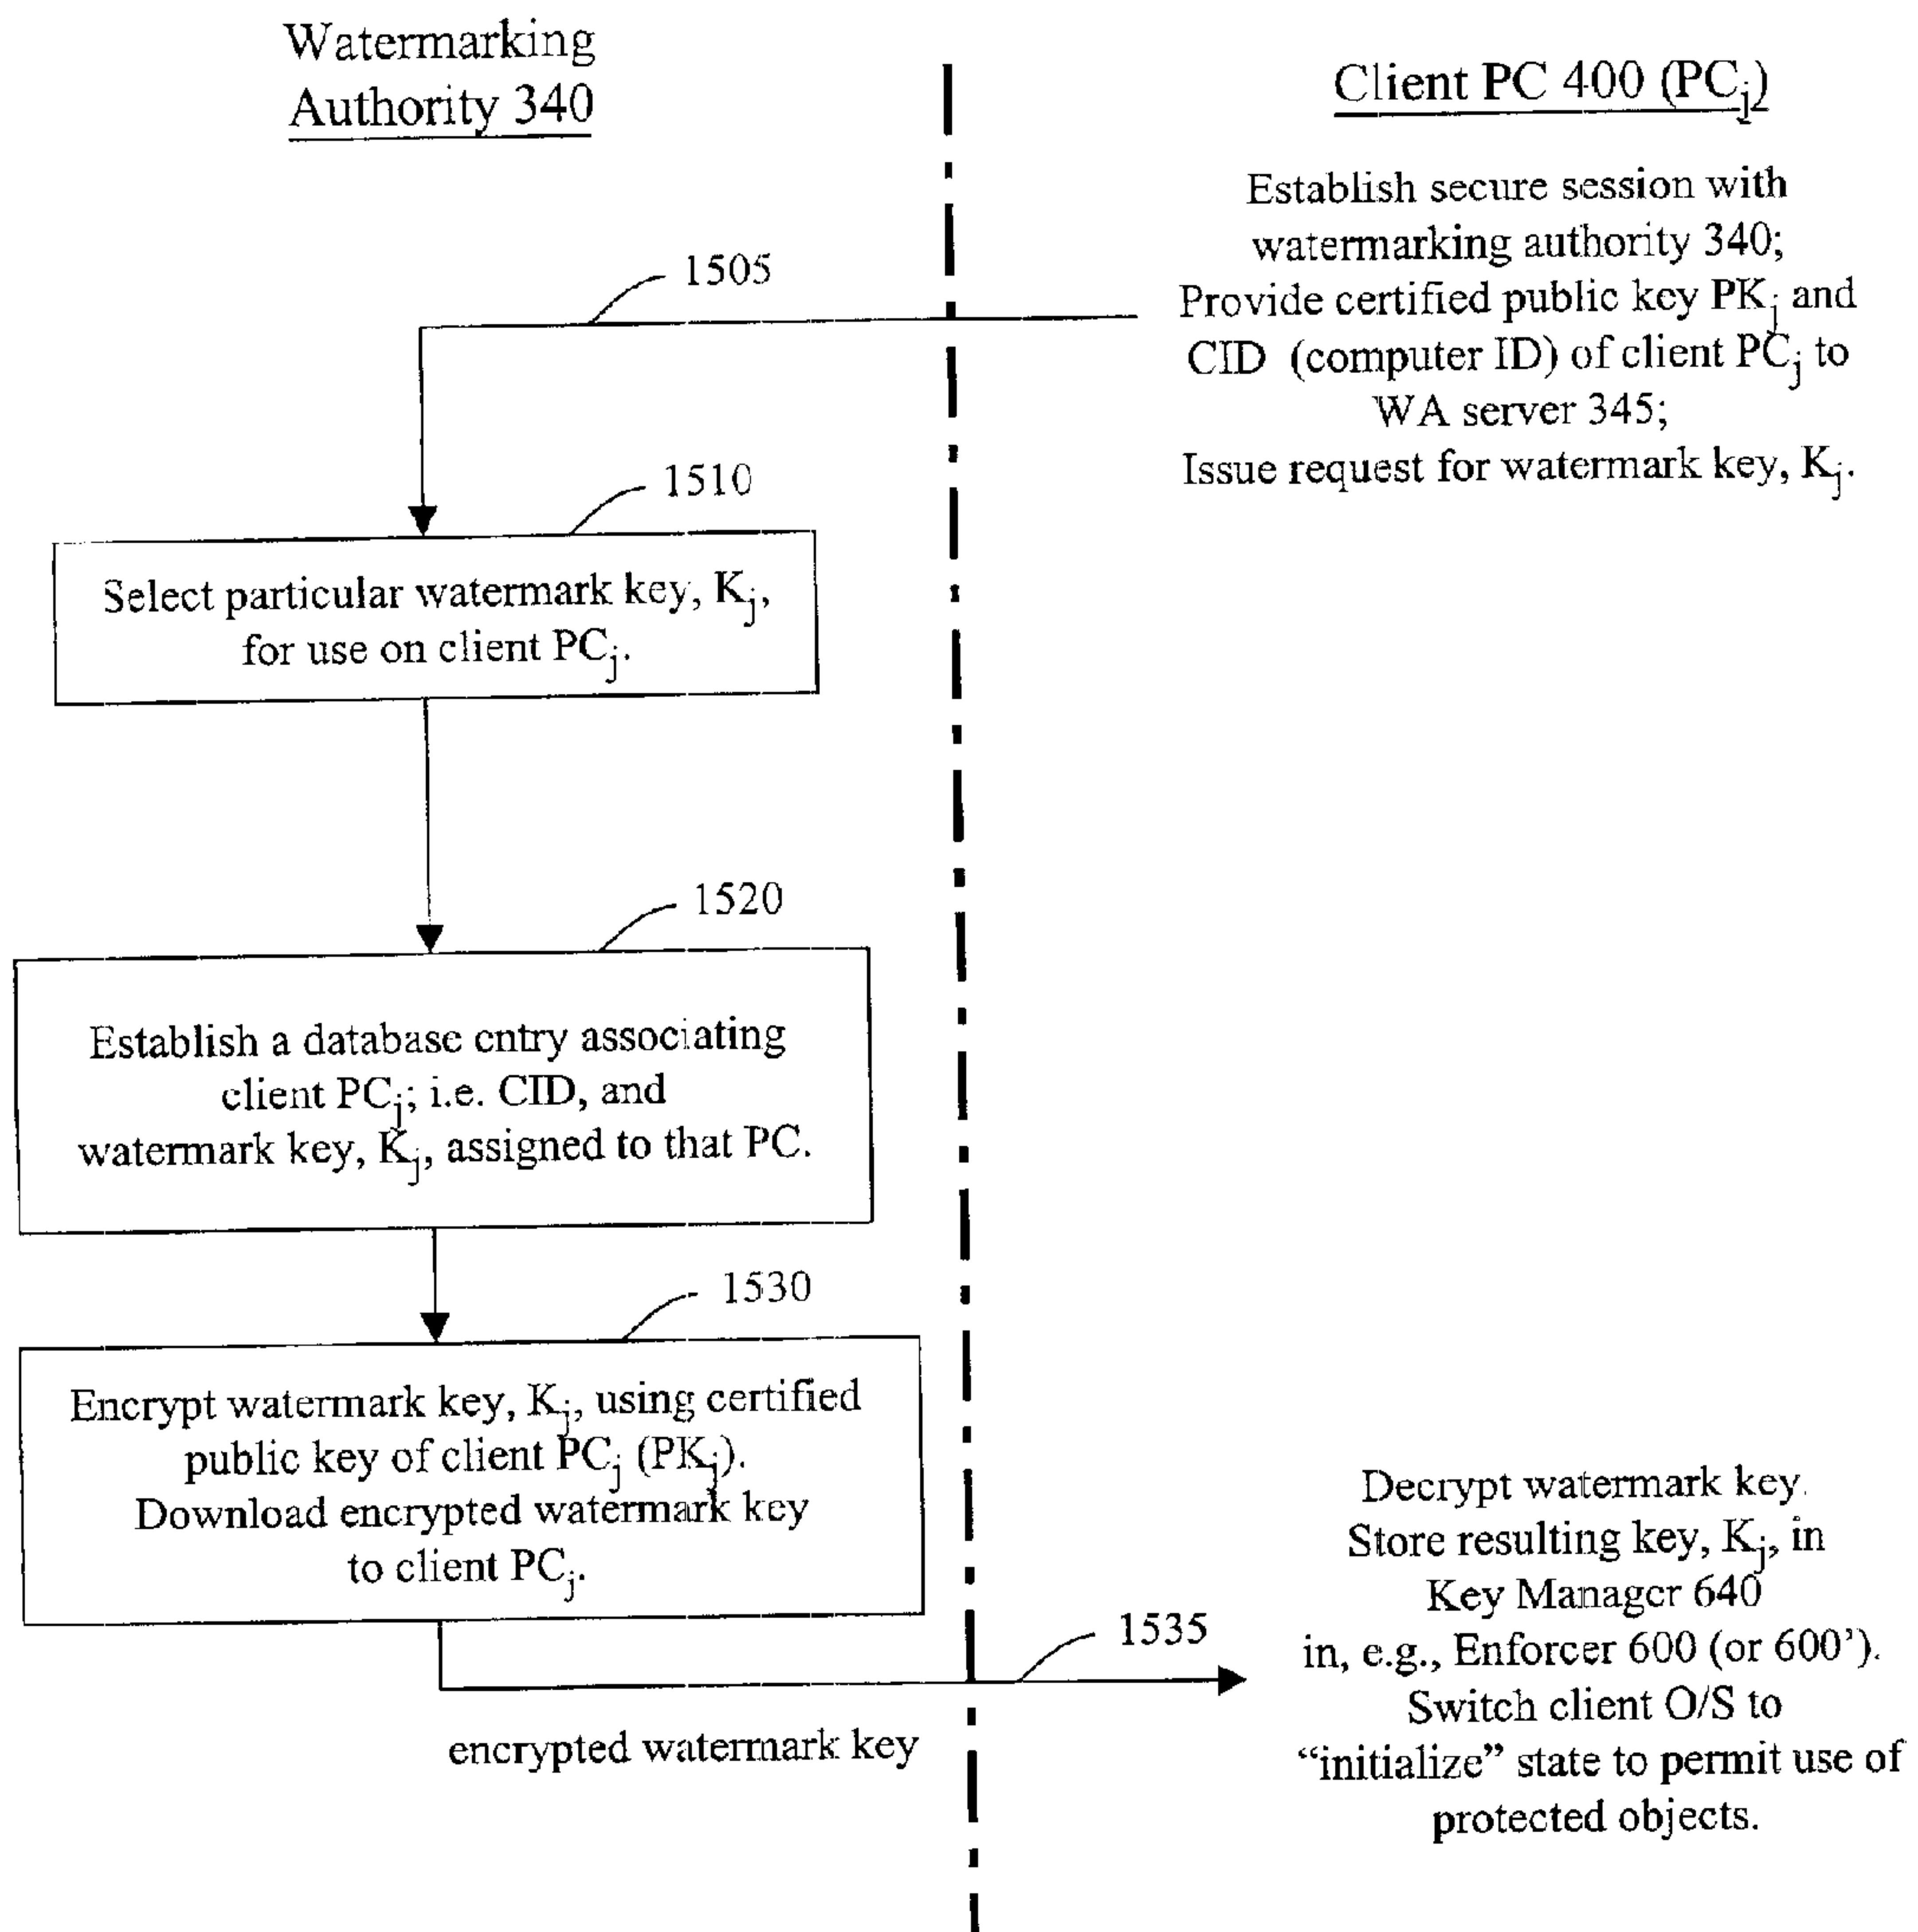 Watermarking
Authority 340
Client PC 400 (PCj)
Establish secure session with
watermarking authority 340;
Provide certified public key PKj and
CID (computer ID) of client PCj to
WA server 345;
Issue request for watermark key, Kj.
1505
1510
Select particular watermark key, Kj,
for use on client PCj.
1520
Establish a database entry associating
client PCj; i.e. CID, and
watermark key, Kj, assigned to that PC.
1530
Encrypt watermark key, Kj, using certified
public key of client PCj (PKj).
Download encrypted watermark key
to client PCj.
1535
encrypted watermark key
Decrypt watermark key.
Store resulting key, Kj, in
Key Manager 640
in, e.g., Enforcer 600 (or 600’).
Switch client O/S to
“initialize” state to permit use of
protected objects.